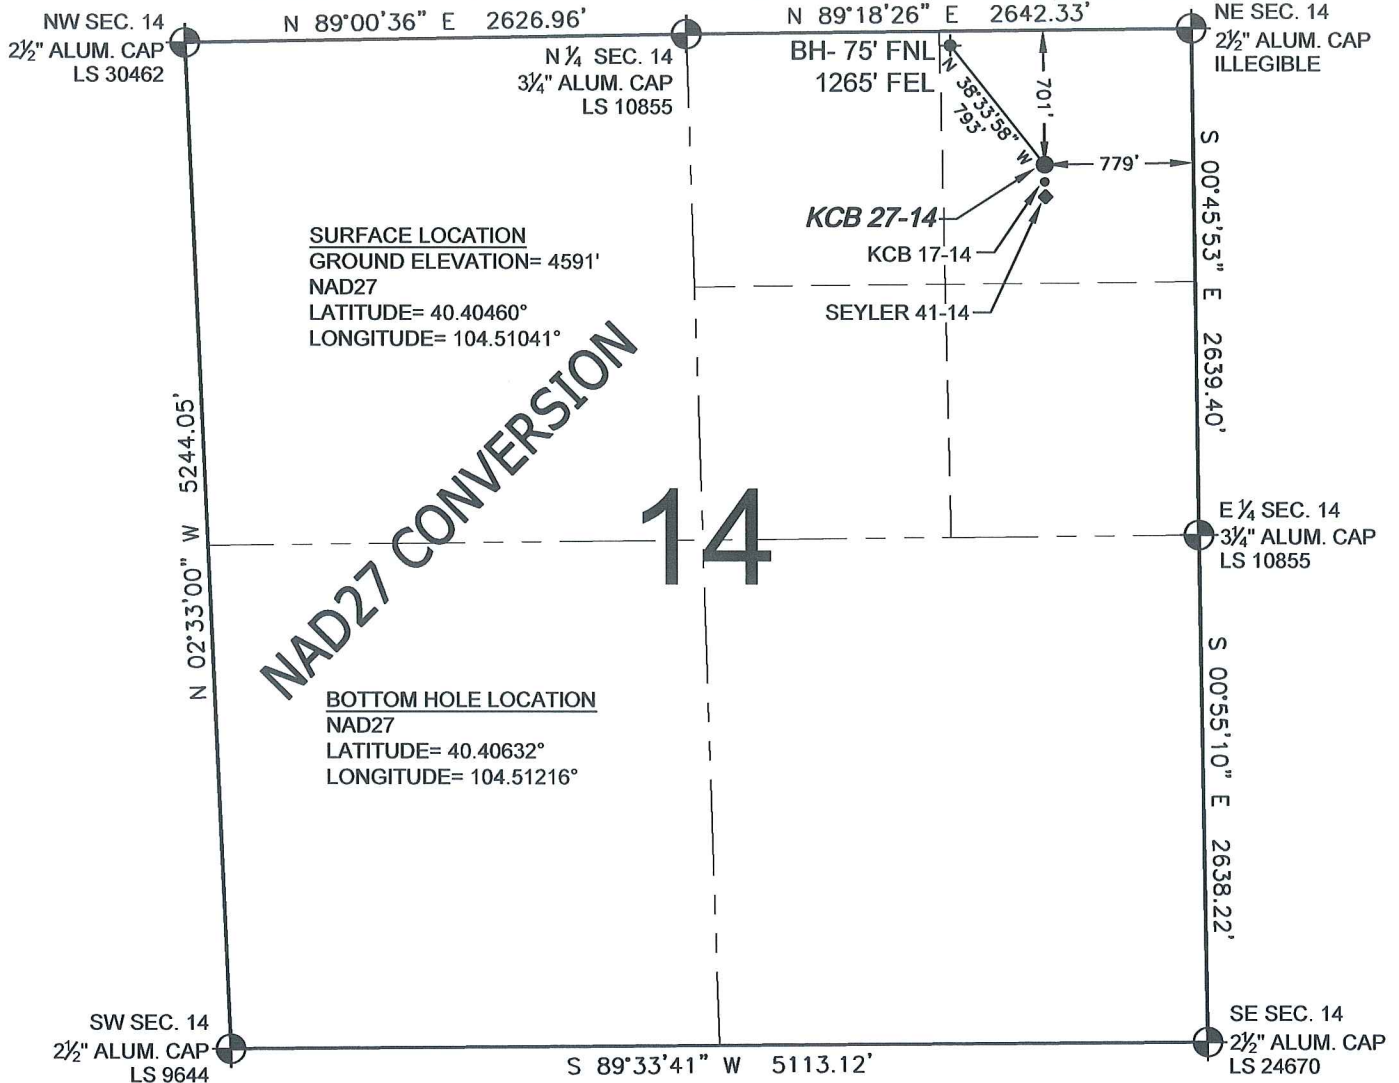 NW SEC. 14
2½" ALUM. CAP
LS 30462
N 89°00'36" E 2626.96'
N ¼ SEC. 14
3¼" ALUM. CAP
LS 10855
N 89°18'26" E 2642.33'
NE SEC. 14
2½" ALUM. CAP
ILLEGIBLE
BH- 75' FNL
1265' FEL
N 38°33'58" W
793'
701'
779'
KCB 27-14
KCB 17-14
SEYLER 41-14
S 00°45'53" E 2639.40'
SURFACE LOCATION
GROUND ELEVATION= 4591'
NAD27
LATITUDE= 40.40460°
LONGITUDE= 104.51041°
NAD27 CONVERSION
14
N 02°33'00" W 5244.05'
E ¼ SEC. 14
3¼" ALUM. CAP
LS 10855
BOTTOM HOLE LOCATION
NAD27
LATITUDE= 40.40632°
LONGITUDE= 104.51216°
S 00°55'10" E 2638.22'
SW SEC. 14
2½" ALUM. CAP
LS 9644
S 89°33'41" W 5113.12'
SE SEC. 14
2½" ALUM. CAP
LS 24670